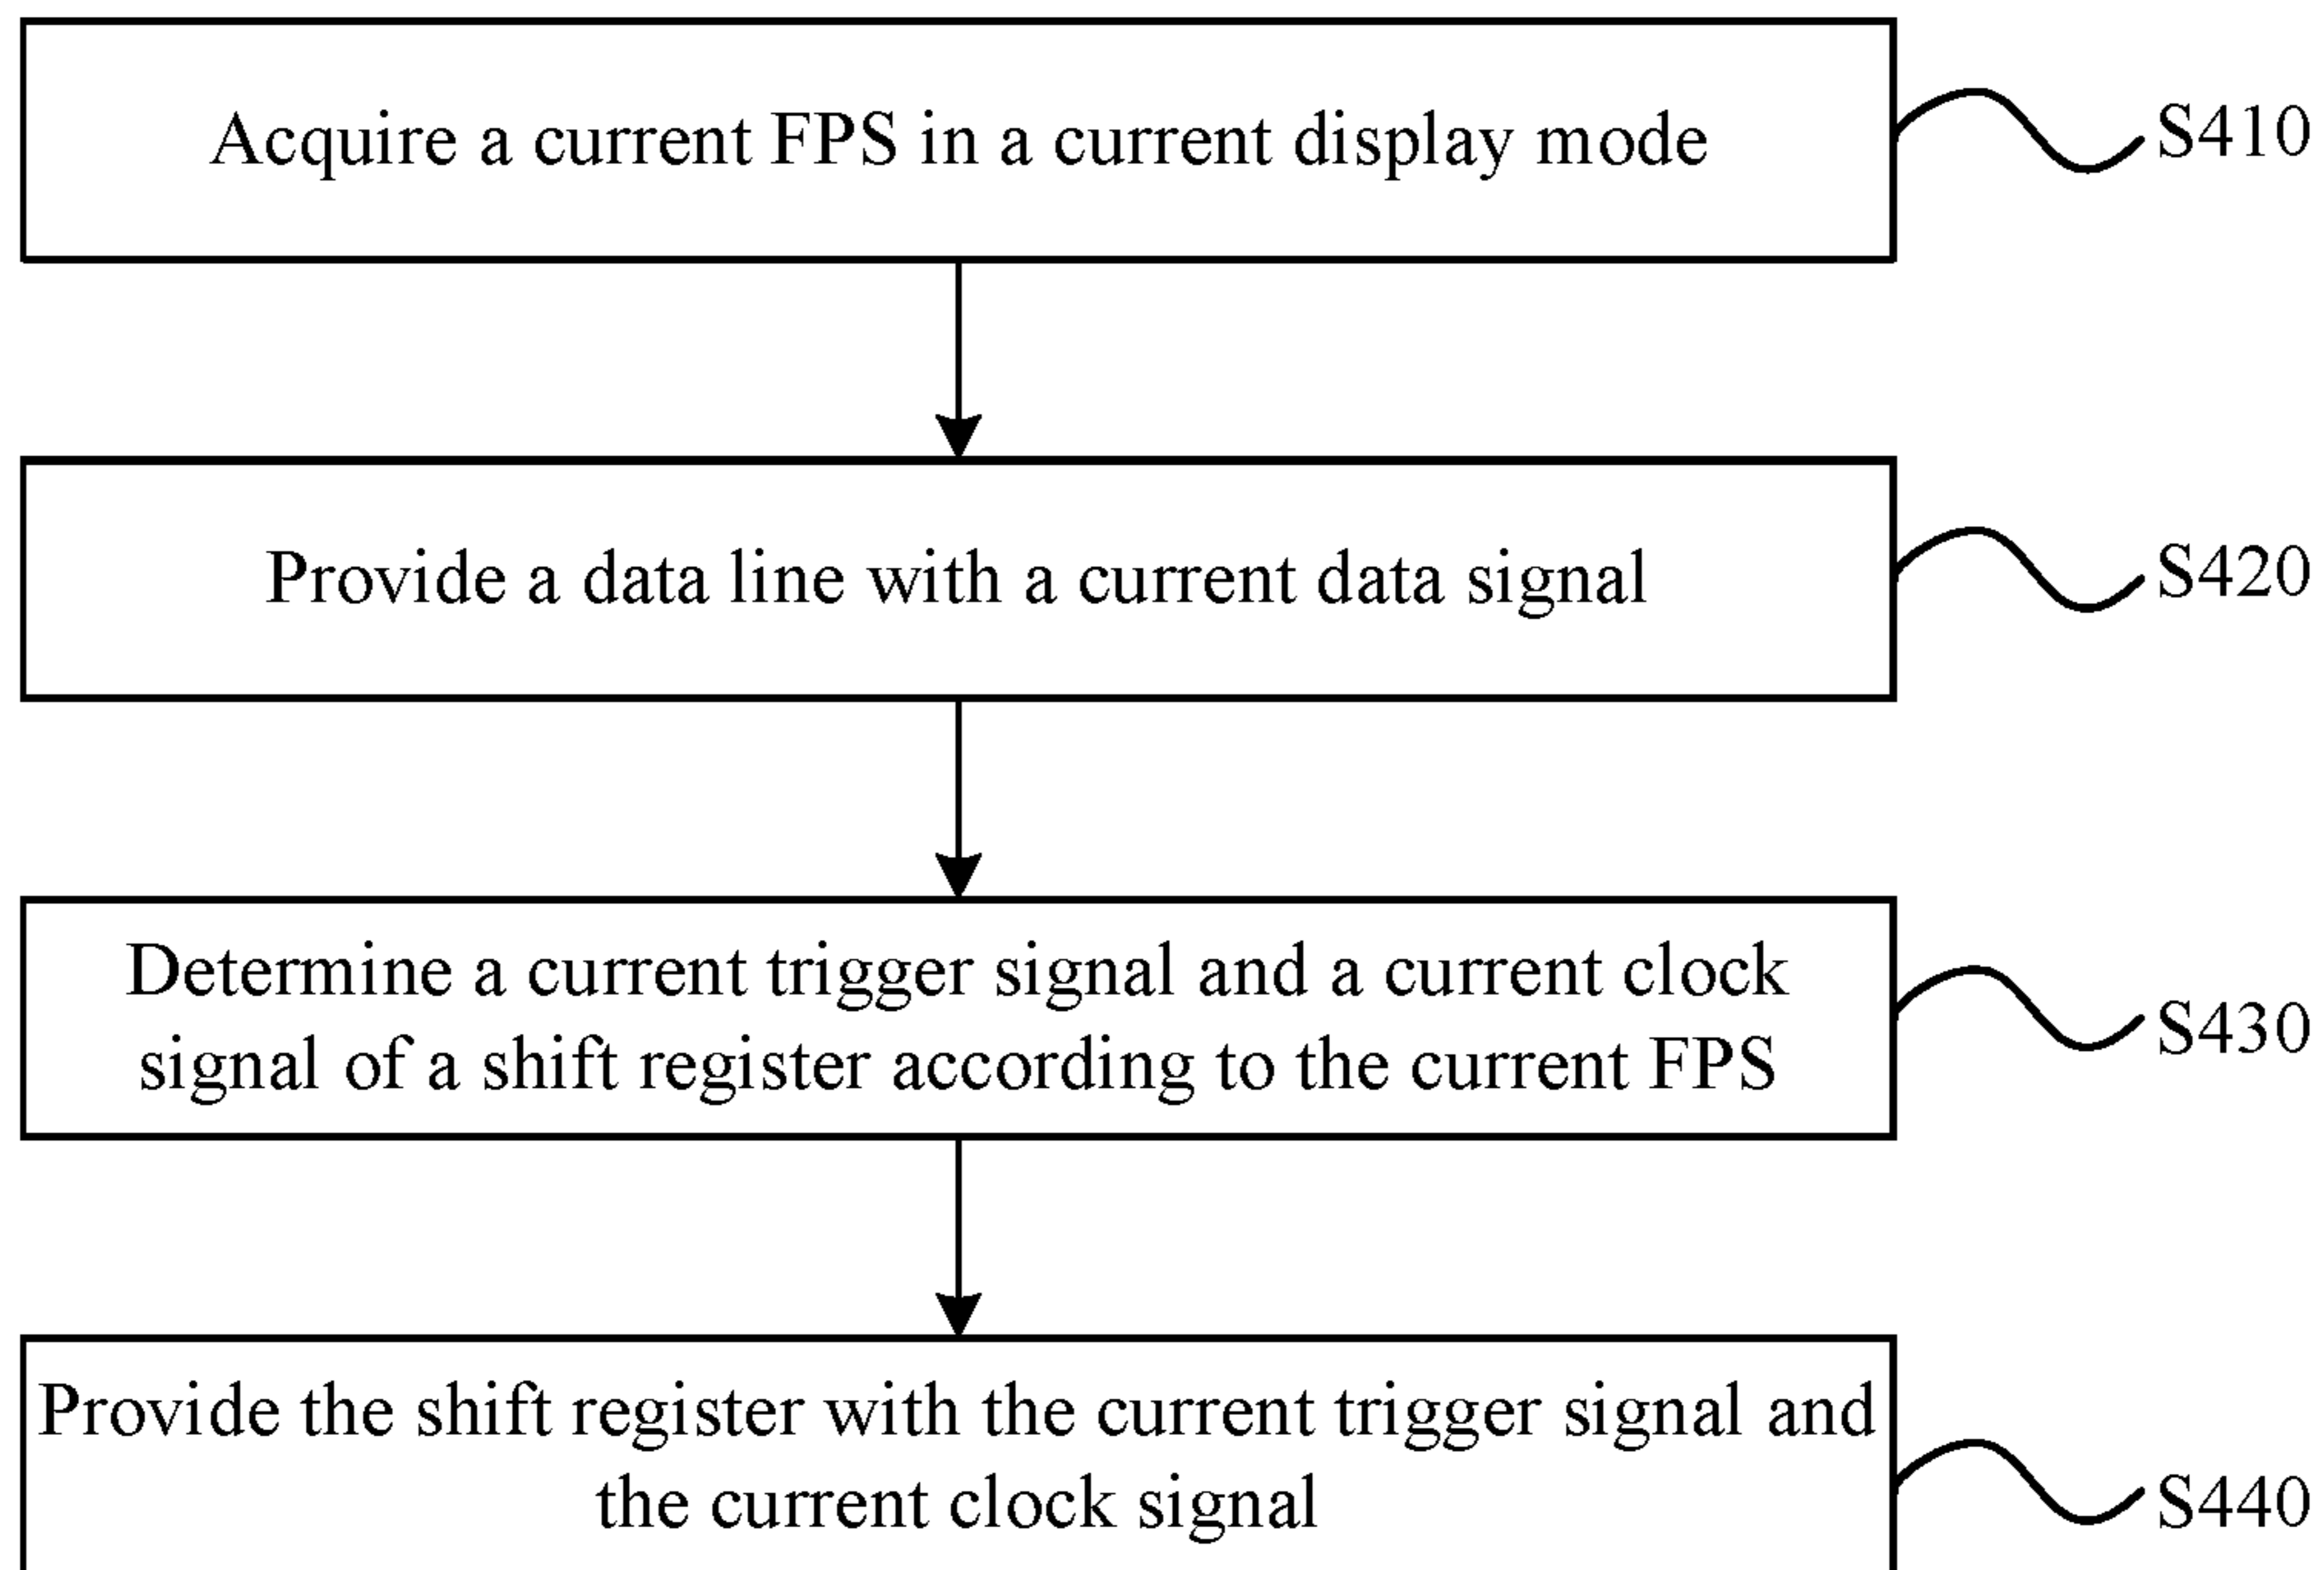 Acquire a current FPS in a current display mode
S410
Provide a data line with a current data signal
S420
Determine a current trigger signal and a current clock
signal of a shift register according to the current FPS
S430
Provide the shift register with the current trigger signal and
the current clock signal
S440